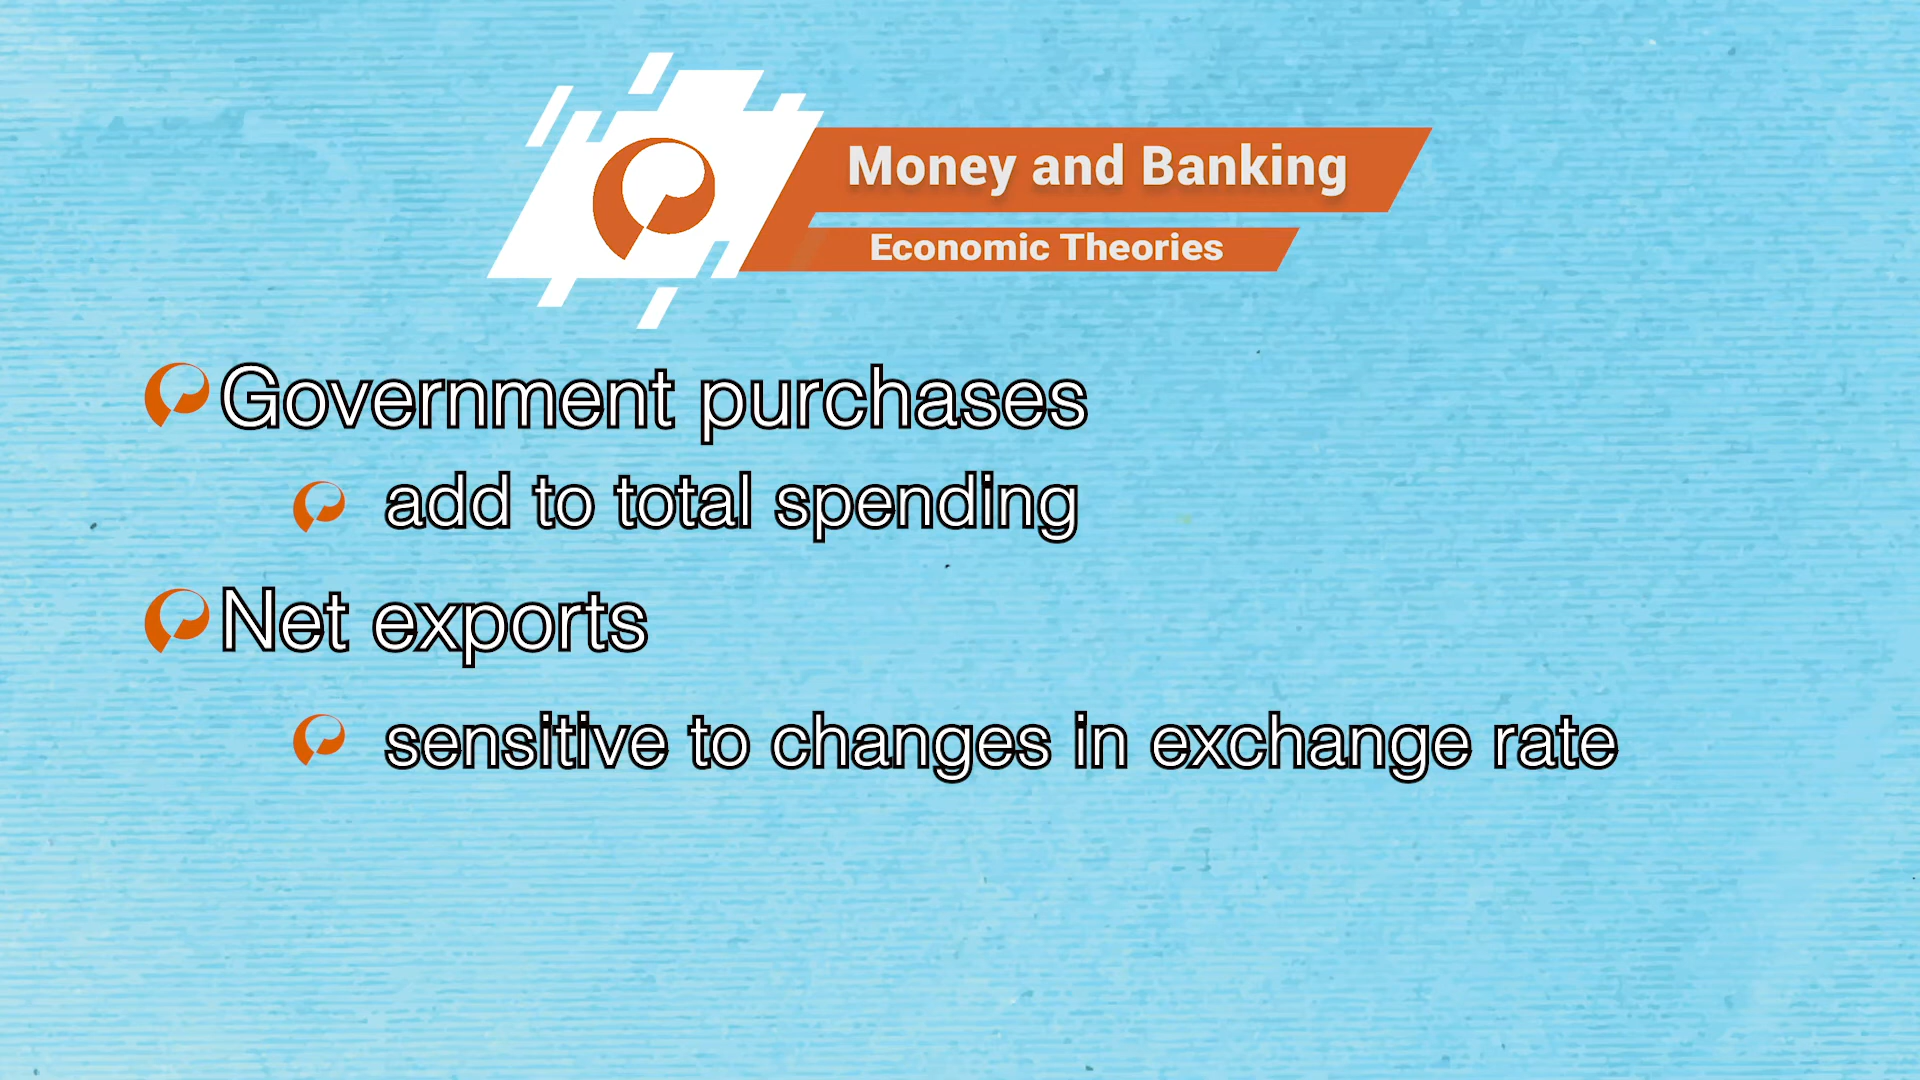 Money and Banking
Economic Theories
Government purchases
add to total spending
Net exports
sensitive to changes in exchange rate